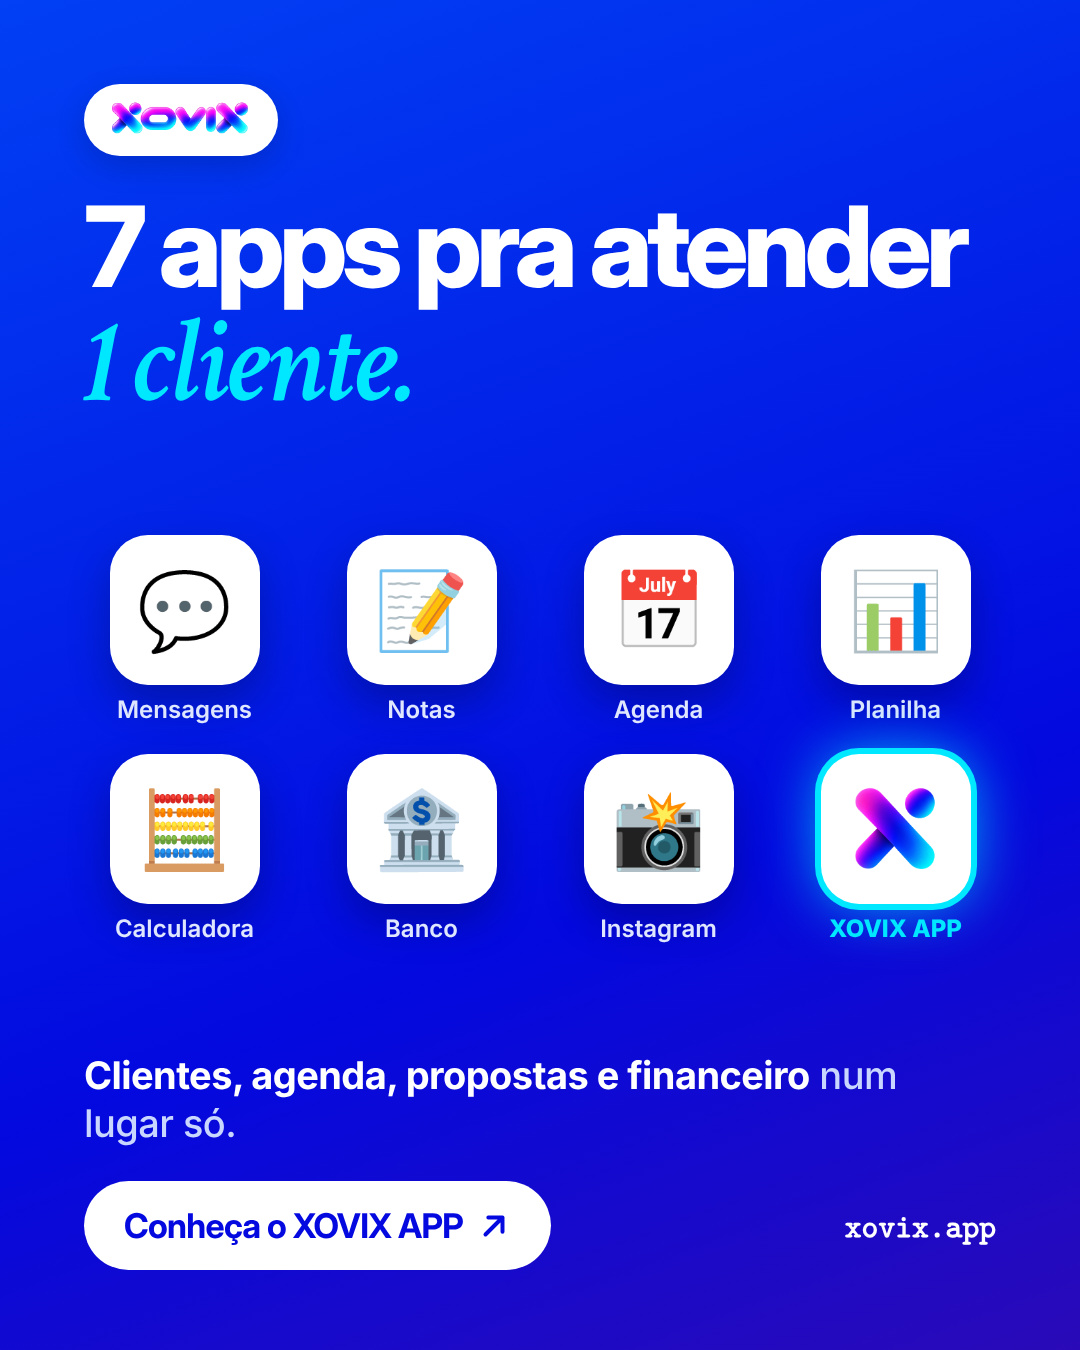 XOVIX
7 apps pra atender
1 cliente.
July
17
Mensagens
Notas
Agenda
Planilha
$
Calculadora
Banco
Instagram
XOVIX APP
Clientes, agenda, propostas e financeiro num
lugar só.
Conheça o XOVIX APP
xovix.app